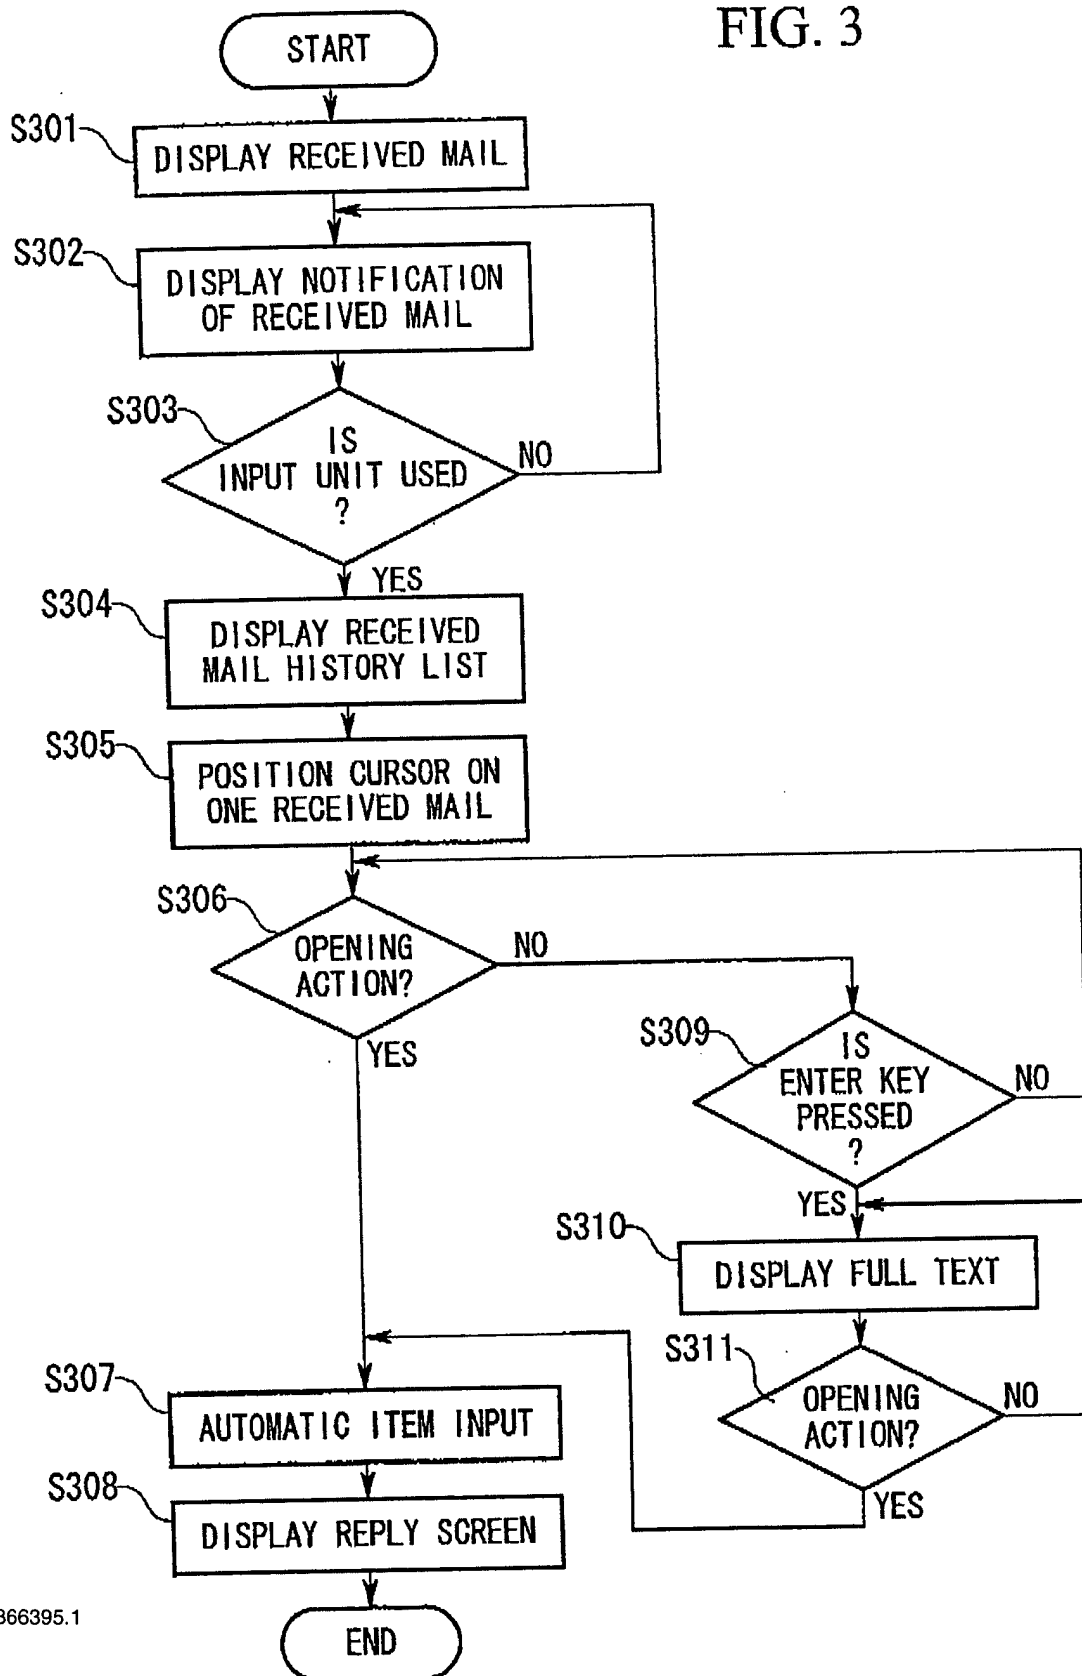 FIG. 3
START
S301
DISPLAY RECEIVED MAIL
S302
DISPLAY NOTIFICATION
OF RECEIVED MAIL
S303
IS
INPUT UNIT USED
?
NO
YES
S304
DISPLAY RECEIVED
MAIL HISTORY LIST
S305
POSITION CURSOR ON
ONE RECEIVED MAIL
S306
OPENING
ACTION?
NO
YES
S309
IS
ENTER KEY
PRESSED
?
NO
YES
S310
DISPLAY FULL TEXT
S311
OPENING
ACTION?
NO
YES
S307
AUTOMATIC ITEM INPUT
S308
DISPLAY REPLY SCREEN
END
366395.1